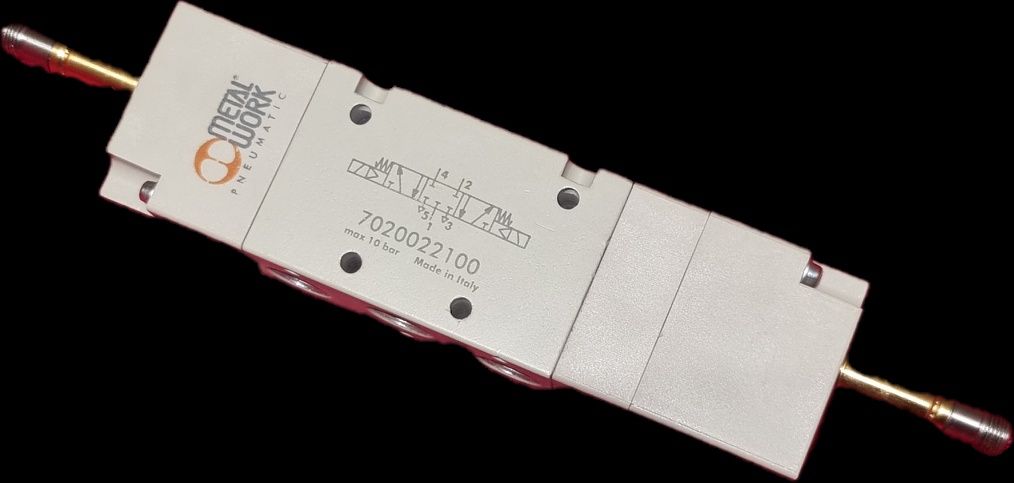 METAL®
WORK
PNEUMATIC
4 2
5 3
1
7020022100
max 10 bar Made in Italy